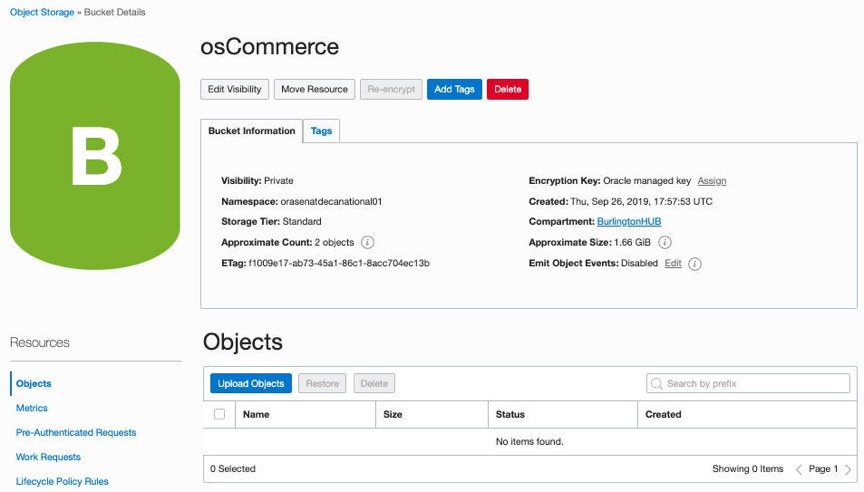 Object Storage » Bucket Details
B
osCommerce
Edit Visibility Move Resource Re-encrypt Add Tags Delete
Bucket Information Tags
Visibility: Private
Namespace: orasenatdecanational01
Storage Tier: Standard
Approximate Count: 2 objects
ETag: f1009e17-ab73-45a1-86c1-8acc704ec13b
Encryption Key: Oracle managed key Assign
Created: Thu, Sep 26, 2019, 17:57:53 UTC
Compartment: BurlingtonHUB
Approximate Size: 1.66 GiB
Emit Object Events: Disabled Edit
Resources
Objects
Metrics
Pre-Authenticated Requests
Work Requests
Lifecycle Policy Rules
Objects
Upload Objects Restore Delete Search by prefix
Name Size Status Created
No items found.
0 Selected Showing 0 Items Page 1